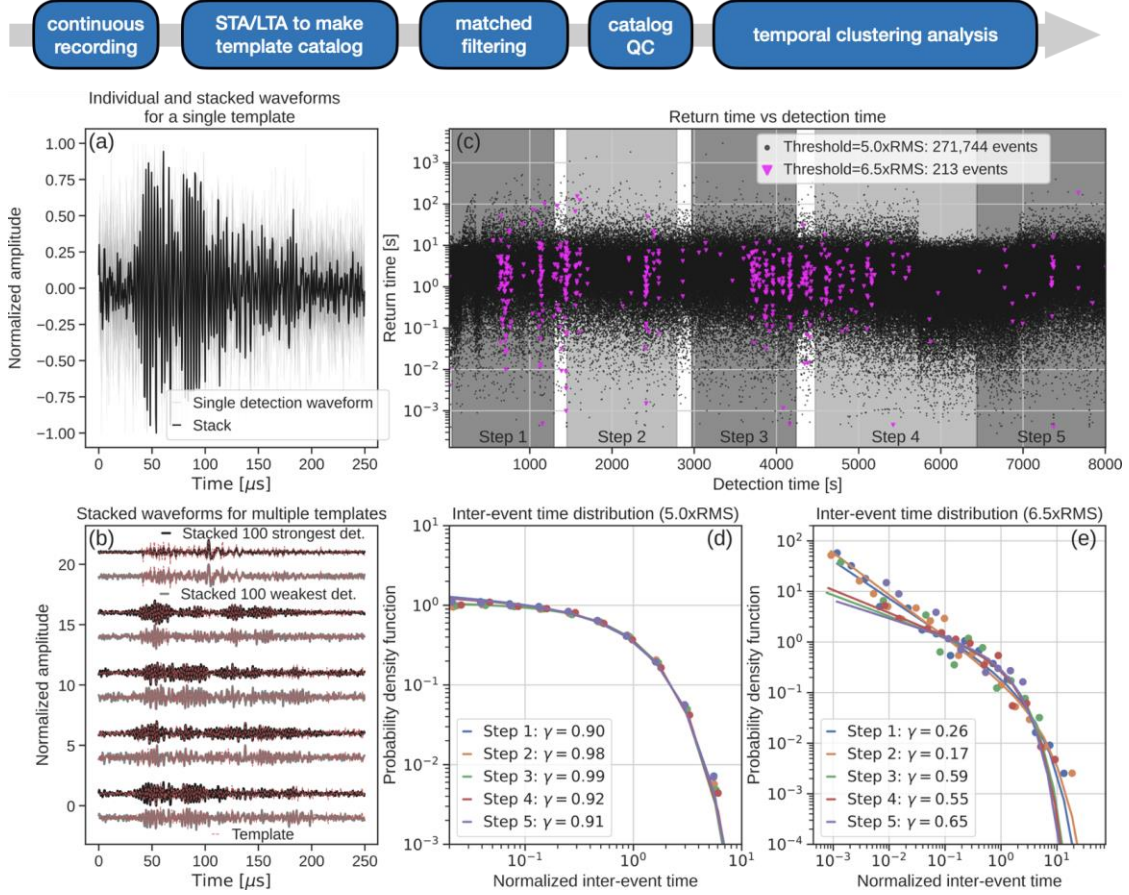 continuous
recording
STA/LTA to make
template catalog
matched
filtering
catalog
QC
temporal clustering analysis
Individual and stacked waveforms
for a single template
(a)
1.00
0.75
0.50
0.25
0.00
−0.25
−0.50
−0.75
−1.00
Normalized amplitude
Single detection waveform
Stack
0 50 100 150 200 250
Time [μs]
Return time vs detection time
(c)
Threshold=5.0xRMS: 271,744 events
Threshold=6.5xRMS: 213 events
10³
10²
10¹
10⁰
10⁻¹
10⁻²
10⁻³
Return time [s]
Step 1 Step 2 Step 3 Step 4 Step 5
1000 2000 3000 4000 5000 6000 7000 8000
Detection time [s]
Stacked waveforms for multiple templates
(b)
Stacked 100 strongest det.
Stacked 100 weakest det.
20
15
10
5
0
Normalized amplitude
Template
0 50 100 150 200 250
Time [μs]
Inter-event time distribution (5.0xRMS)
(d)
10¹
10⁰
10⁻¹
10⁻²
10⁻³
Probability density function
Step 1: γ = 0.90
Step 2: γ = 0.98
Step 3: γ = 0.99
Step 4: γ = 0.92
Step 5: γ = 0.91
10⁻¹ 10⁰ 10¹
Normalized inter-event time
Inter-event time distribution (6.5xRMS)
(e)
10²
10¹
10⁰
10⁻¹
10⁻²
10⁻³
10⁻⁴
Probability density function
Step 1: γ = 0.26
Step 2: γ = 0.17
Step 3: γ = 0.59
Step 4: γ = 0.55
Step 5: γ = 0.65
10⁻³ 10⁻² 10⁻¹ 10⁰ 10¹
Normalized inter-event time